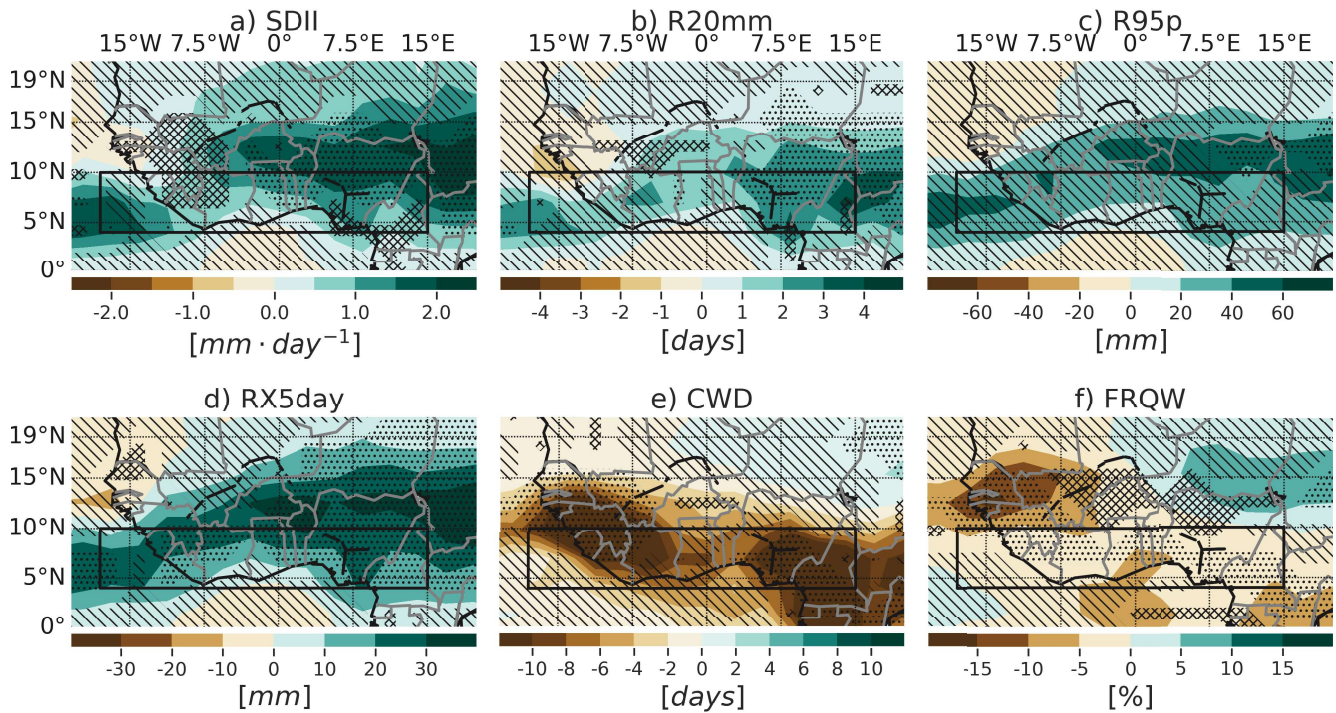 a) SDII
b) R20mm
c) R95p
15°W 7.5°W 0° 7.5°E 15°E
15°W 7.5°W 0° 7.5°E 15°E
15°W 7.5°W 0° 7.5°E 15°E
19°N
15°N
10°N
5°N
0°
-2.0 -1.0 0.0 1.0 2.0
-4 -3 -2 -1 0 1 2 3 4
-60 -40 -20 0 20 40 60
[mm · day⁻¹]
[days]
[mm]
d) RX5day
e) CWD
f) FRQW
19°N
15°N
10°N
5°N
0°
-30 -20 -10 0 10 20 30
-10 -8 -6 -4 -2 0 2 4 6 8 10
-15 -10 -5 0 5 10 15
[mm]
[days]
[%]